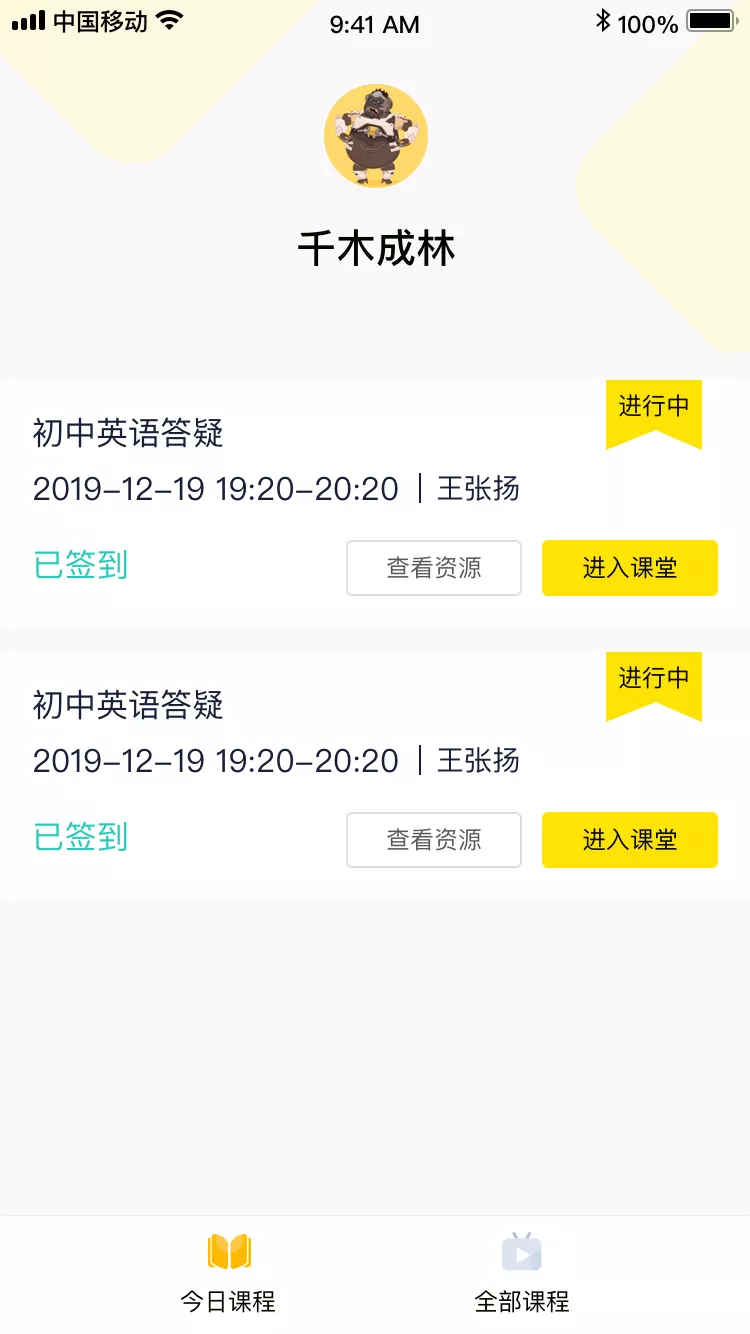 中国移动 9:41 AM 100%
千木成林
进行中
初中英语答疑
2019-12-19 19:20-20:20 | 王张扬
已签到 查看资源 进入课堂
进行中
初中英语答疑
2019-12-19 19:20-20:20 | 王张扬
已签到 查看资源 进入课堂
今日课程 全部课程